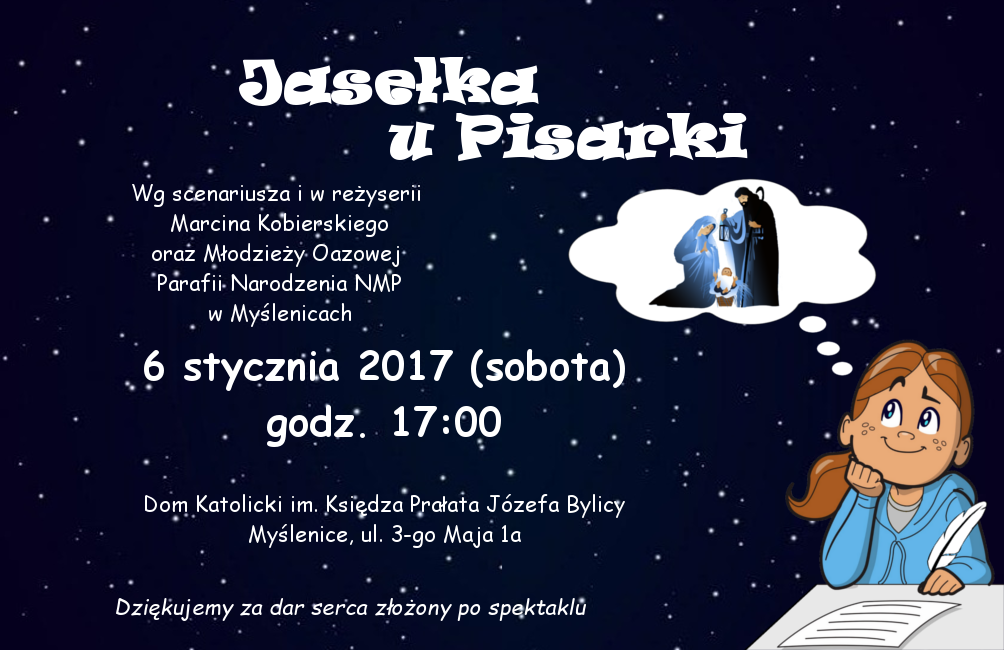 Jasełka
u Pisarki
Wg scenariusza i w reżyserii
Marcina Kobierskiego
oraz Młodzieży Oazowej
Parafii Narodzenia NMP
w Myślenicach
6 stycznia 2017 (sobota)
godz. 17:00
Dom Katolicki im. Księdza Prałata Józefa Bylicy
Myślenice, ul. 3-go Maja 1a
Dziękujemy za dar serca złożony po spektaklu